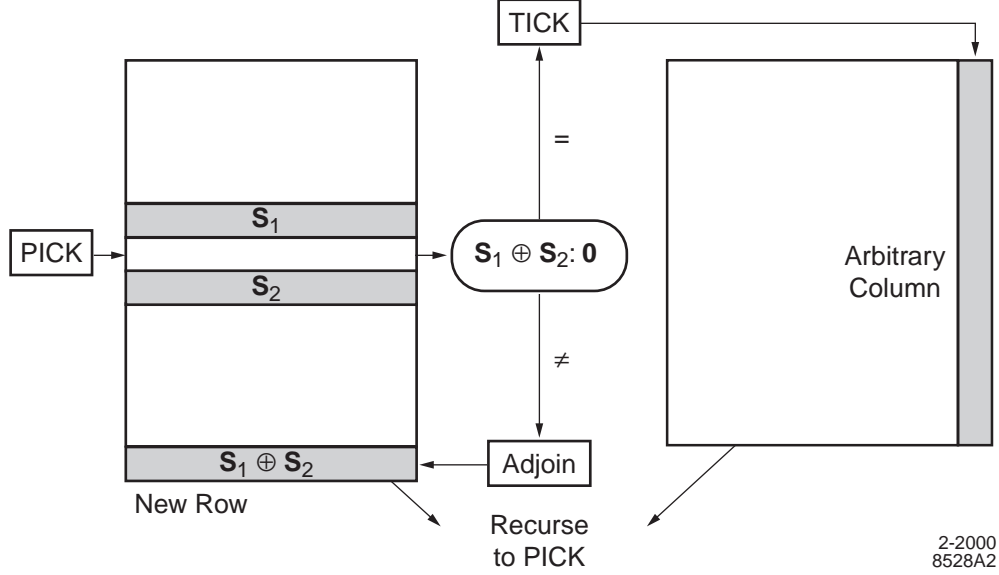 TICK
=
S₁
PICK
S₁ ⊕ S₂: 0
S₂
Arbitrary
Column
≠
S₁ ⊕ S₂
Adjoin
New Row
Recurse
to PICK
2-2000
8528A2